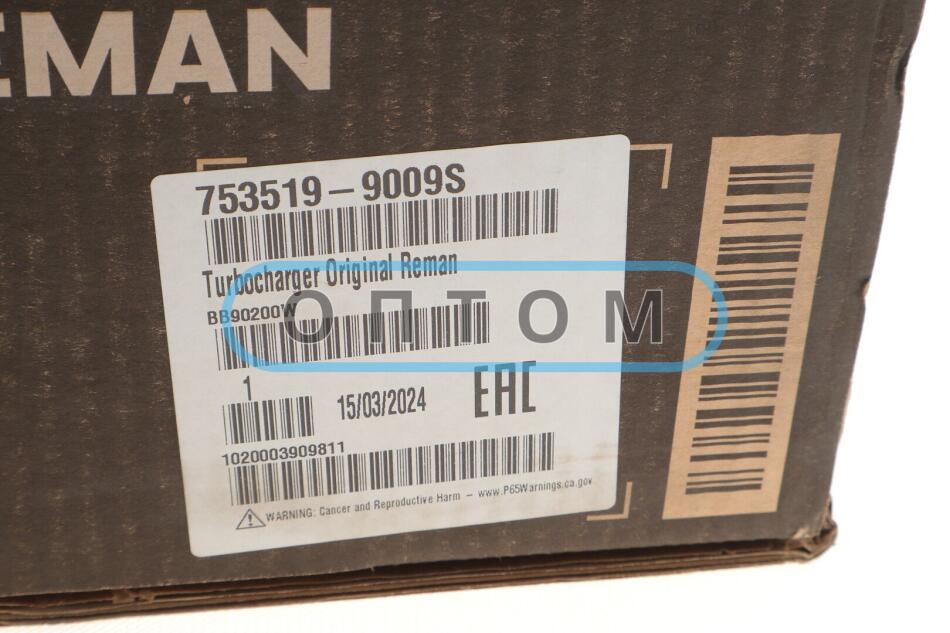 EMAN
753519-9009S
Turbocharger Original Reman
BB90200W
ОПТОМ
1
15/03/2024
EAC
1020003909811
WARNING: Cancer and Reproductive Harm - www.P65Warnings.ca.gov